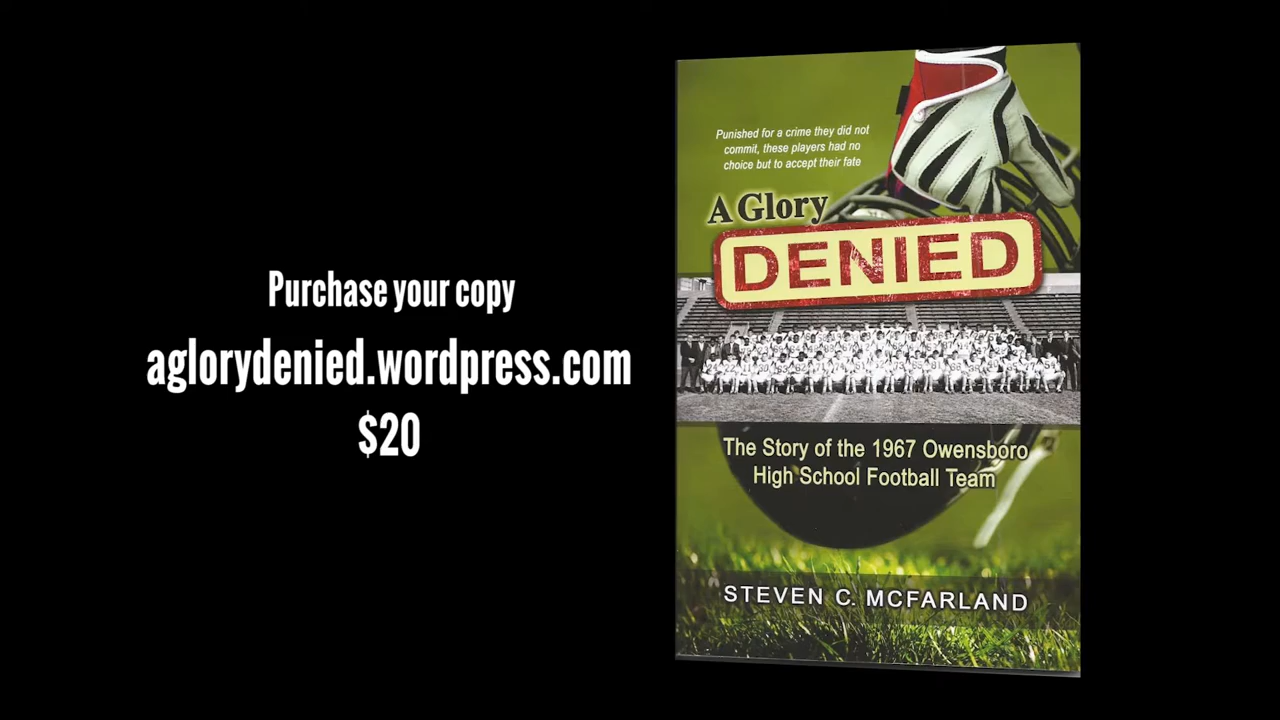 Purchase your copy
aglorydenied.wordpress.com
$20
Punished for a crime they did not
commit, these players had no
choice but to accept their fate
A Glory
DENIED
The Story of the 1967 Owensboro
High School Football Team
STEVEN C. MCFARLAND